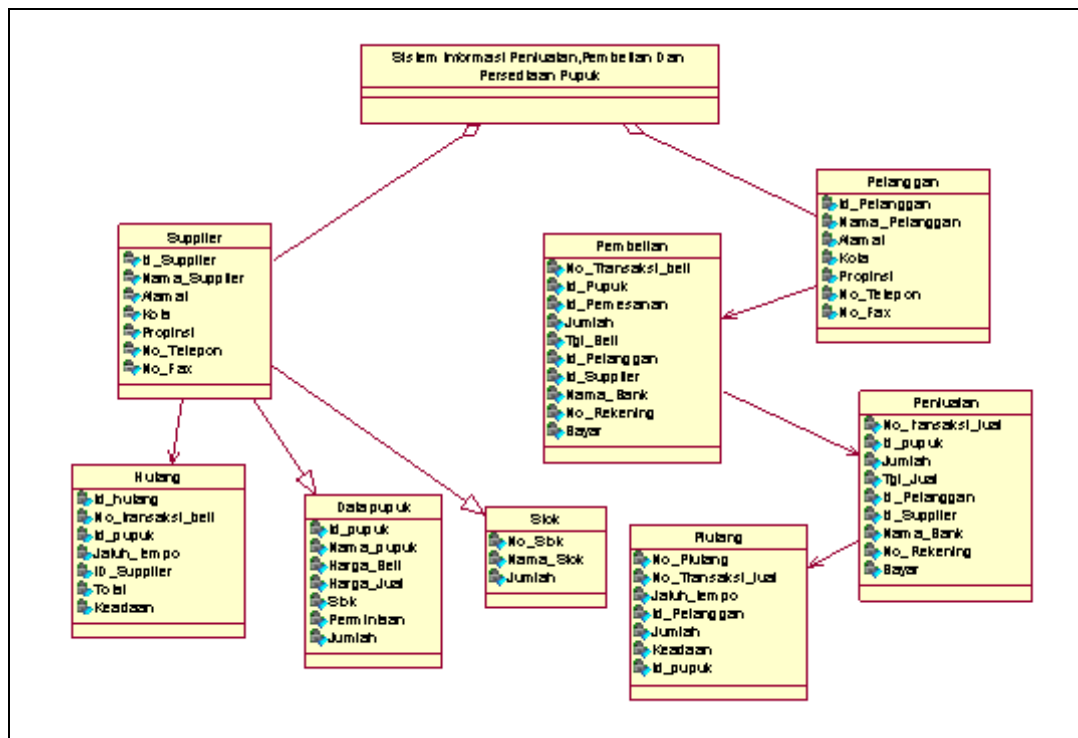 Sistem Informasi Penjualan,Pembelian Dan
Persediaan Pupuk
Supplier
Id_Supplier
Nama_Supplier
Alamat
Kota
Propinsi
No_Telepon
No_Fax
Pelanggan
Id_Pelanggan
Nama_Pelanggan
Alamat
Kota
Propinsi
No_Telepon
No_Fax
Pembelian
No_Transaksi_beli
Id_Pupuk
Id_Pemesanan
Jumlah
Tgl_Beli
Id_Pelanggan
Id_Supplier
Nama_Bank
No_Rekening
Bayar
Penjualan
No_Transaksi_Jual
Id_pupuk
Jumlah
Tgl_Jual
Id_Pelanggan
Id_Supplier
Nama_Bank
No_Rekening
Bayar
Hutang
Id_hutang
No_transaksi_beli
Id_pupuk
Jatuh_tempo
ID_Supplier
Total
Keadaan
Datapupuk
Id_pupuk
Nama_pupuk
Harga_Beli
Harga_Jual
Stok
Permintaan
Jumlah
Stok
No_Stok
Nama_Stok
Jumlah
Piutang
No_Piutang
No_Transaksi_Jual
Jatuh_tempo
Id_Pelanggan
Jumlah
Keadaan
Id_pupuk